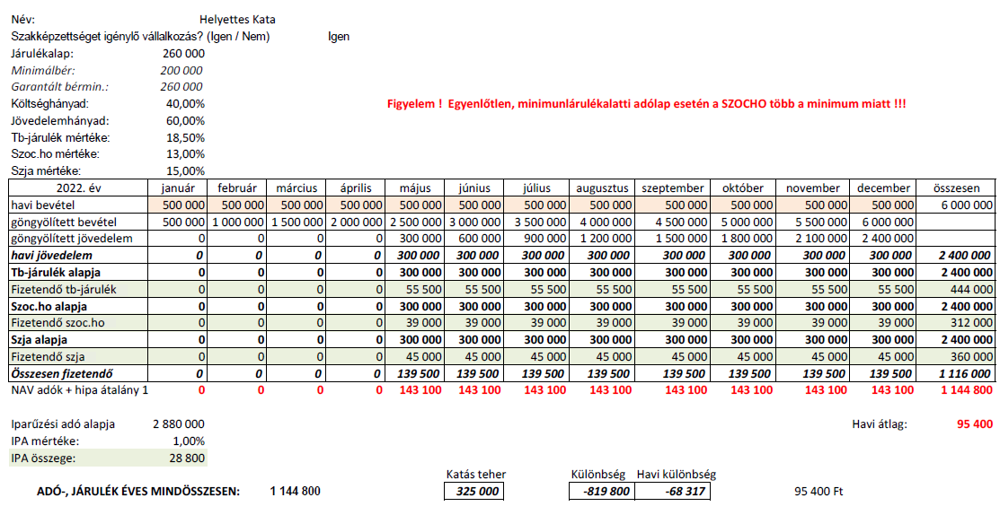 Név: Helyettes Kata
Szakképzettséget igénylő vállalkozás? (Igen / Nem) Igen
Járulékalap: 260 000
Minimálbér: 200 000
Garantált bérmin.: 260 000
Költséghányad: 40,00% Figyelem ! Egyenlőtlen, minimunlárulékalatti adólap esetén a SZOCHO több a minimum miatt !!!
Jövedelemhányad: 60,00%
Tb-járulék mértéke: 18,50%
Szoc.ho mértéke: 13,00%
Szja mértéke: 15,00%
2022. év január február március április május június július augusztus szeptember október november december összesen
havi bevétel 500 000 500 000 500 000 500 000 500 000 500 000 500 000 500 000 500 000 500 000 500 000 500 000 6 000 000
göngyölített bevétel 500 000 1 000 000 1 500 000 2 000 000 2 500 000 3 000 000 3 500 000 4 000 000 4 500 000 5 000 000 5 500 000 6 000 000
göngyölített jövedelem 0 0 0 0 300 000 600 000 900 000 1 200 000 1 500 000 1 800 000 2 100 000 2 400 000
havi jövedelem 0 0 0 0 300 000 300 000 300 000 300 000 300 000 300 000 300 000 300 000 2 400 000
Tb-járulék alapja 0 0 0 0 300 000 300 000 300 000 300 000 300 000 300 000 300 000 300 000 2 400 000
Fizetendő tb-járulék 0 0 0 0 55 500 55 500 55 500 55 500 55 500 55 500 55 500 55 500 444 000
Szoc.ho alapja 0 0 0 0 300 000 300 000 300 000 300 000 300 000 300 000 300 000 300 000 2 400 000
Fizetendő szoc.ho 0 0 0 0 39 000 39 000 39 000 39 000 39 000 39 000 39 000 39 000 312 000
Szja alapja 0 0 0 0 300 000 300 000 300 000 300 000 300 000 300 000 300 000 300 000 2 400 000
Fizetendő szja 0 0 0 0 45 000 45 000 45 000 45 000 45 000 45 000 45 000 45 000 360 000
Összesen fizetendő 0 0 0 0 139 500 139 500 139 500 139 500 139 500 139 500 139 500 139 500 1 116 000
NAV adók + hipa átalány 1 0 0 0 0 143 100 143 100 143 100 143 100 143 100 143 100 143 100 143 100 1 144 800
Iparűzési adó alapja 2 880 000 Havi átlag: 95 400
IPA mértéke: 1,00%
IPA összege: 28 800
Katás teher Különbség Havi különbség
ADÓ-, JÁRULÉK ÉVES MINDÖSSZESEN: 1 144 800 325 000 -819 800 -68 317 95 400 Ft